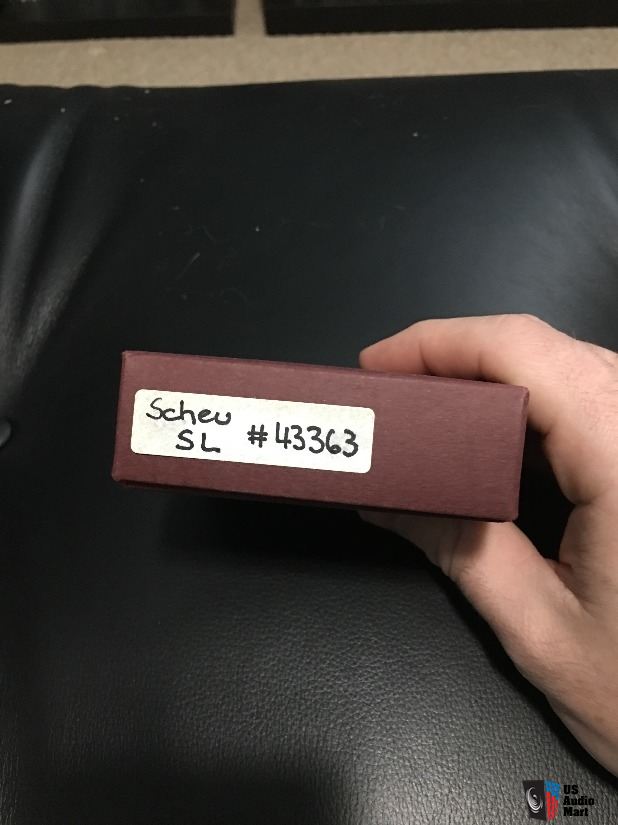 Scheu
SL #43363
US
Audio
Mart